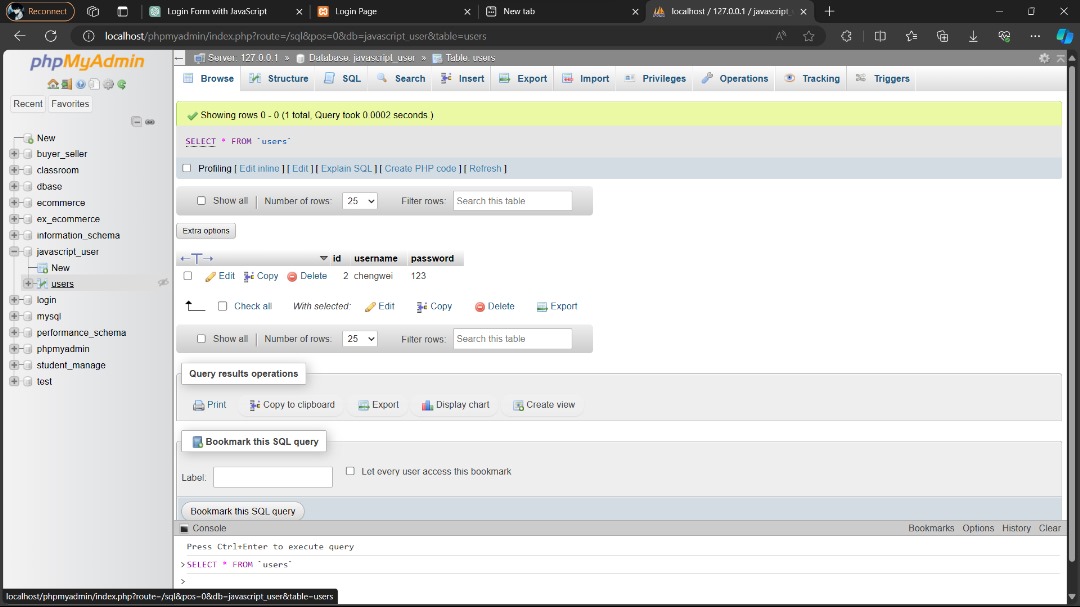 Reconnect
Login Form with JavaScript
Login Page
New tab
localhost / 127.0.0.1 / javascript_
localhost/phpmyadmin/index.php?route=/sql&pos=0&db=javascript_user&table=users
phpMyAdmin
Recent Favorites
New
buyer_seller
classroom
dbase
ecommerce
ex_ecommerce
information_schema
javascript_user
New
users
login
mysql
performance_schema
phpmyadmin
student_manage
test
Server: 127.0.0.1 » Database: javascript_user » Table: users
Browse Structure SQL Search Insert Export Import Privileges Operations Tracking Triggers
Showing rows 0 - 0 (1 total, Query took 0.0002 seconds.)
SELECT * FROM `users`
Profiling [ Edit inline ] [ Edit ] [ Explain SQL ] [ Create PHP code ] [ Refresh ]
Show all Number of rows: 25 Filter rows: Search this table
Extra options
id username password
Edit Copy Delete 2 chengwei 123
Check all With selected: Edit Copy Delete Export
Show all Number of rows: 25 Filter rows: Search this table
Query results operations
Print Copy to clipboard Export Display chart Create view
Bookmark this SQL query
Label: Let every user access this bookmark
Bookmark this SQL query
Console Bookmarks Options History Clear
Press Ctrl+Enter to execute query
>SELECT * FROM `users`
>
localhost/phpmyadmin/index.php?route=/sql&pos=0&db=javascript_user&table=users